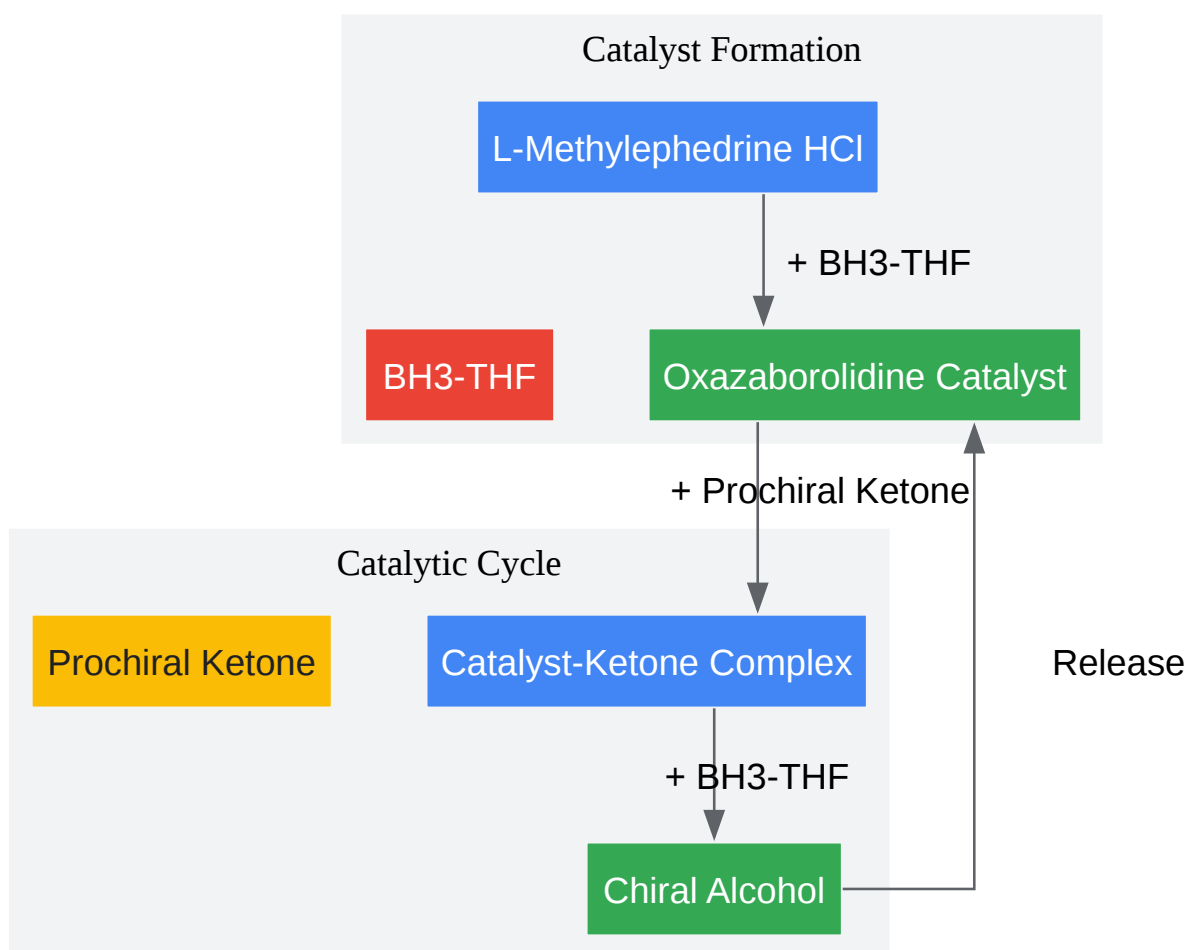 Catalyst Formation
L-Methylephedrine HCl
+ BH3-THF
BH3-THF
Oxazaborolidine Catalyst
+ Prochiral Ketone
Catalytic Cycle
Prochiral Ketone
Catalyst-Ketone Complex
Release
+ BH3-THF
Chiral Alcohol